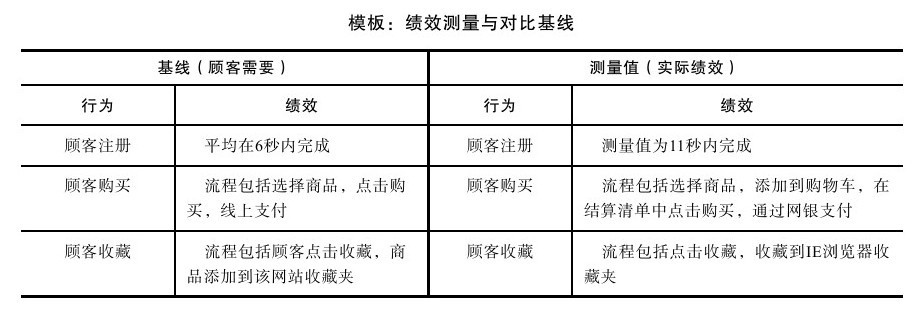 模板：绩效测量与对比基线
基线（顾客需要） 测量值（实际绩效）
行为 绩效 行为 绩效
顾客注册 平均在6秒内完成 顾客注册 测量值为11秒内完成
顾客购买 流程包括选择商品，点击购 顾客购买 流程包括选择商品，添加到购物车，在
买，线上支付 结算清单中点击购买，通过网银支付
顾客收藏 流程包括顾客点击收藏，商 顾客收藏 流程包括点击收藏，收藏到IE浏览器收
品添加到该网站收藏夹 藏夹